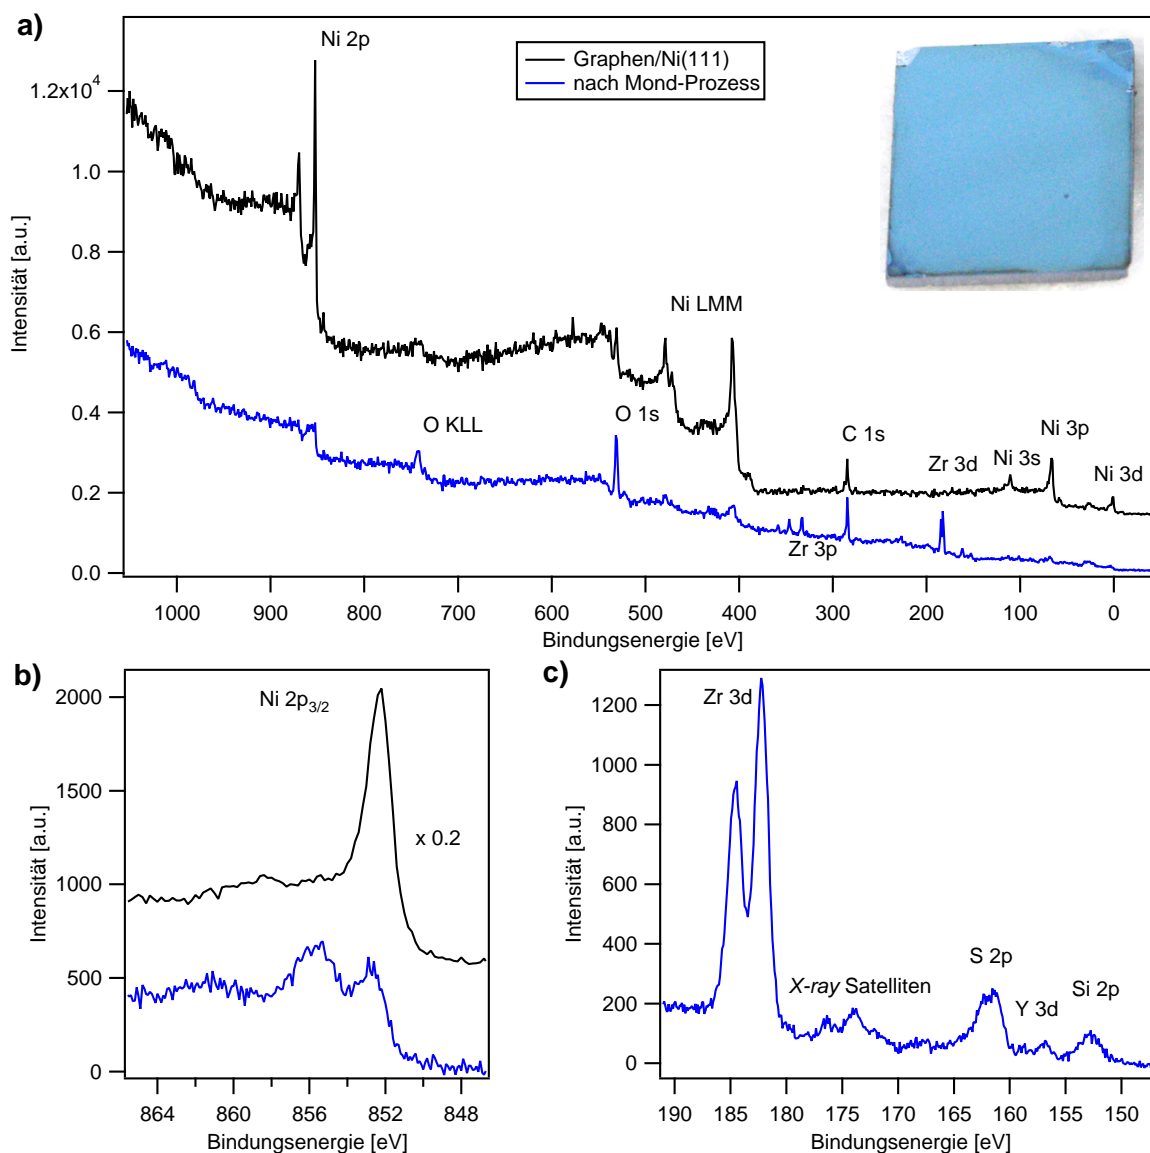 a)
Ni 2p
Graphen/Ni(111)
nach Mond-Prozess
1.2x10⁴
1.0
0.8
0.6
0.4
0.2
0.0
Intensität [a.u.]
Ni LMM
O KLL
O 1s
C 1s
Zr 3d
Ni 3s
Ni 3p
Ni 3d
Zr 3p
1000 900 800 700 600 500 400 300 200 100 0
Bindungsenergie [eV]
b)
Ni 2p3/2
x 0.2
2000
1500
1000
500
0
Intensität [a.u.]
864 860 856 852 848
Bindungsenergie [eV]
c)
Zr 3d
X-ray Satelliten
S 2p
Y 3d
Si 2p
1200
1000
800
600
400
200
0
Intensität [a.u.]
190 185 180 175 170 165 160 155 150
Bindungsenergie [eV]